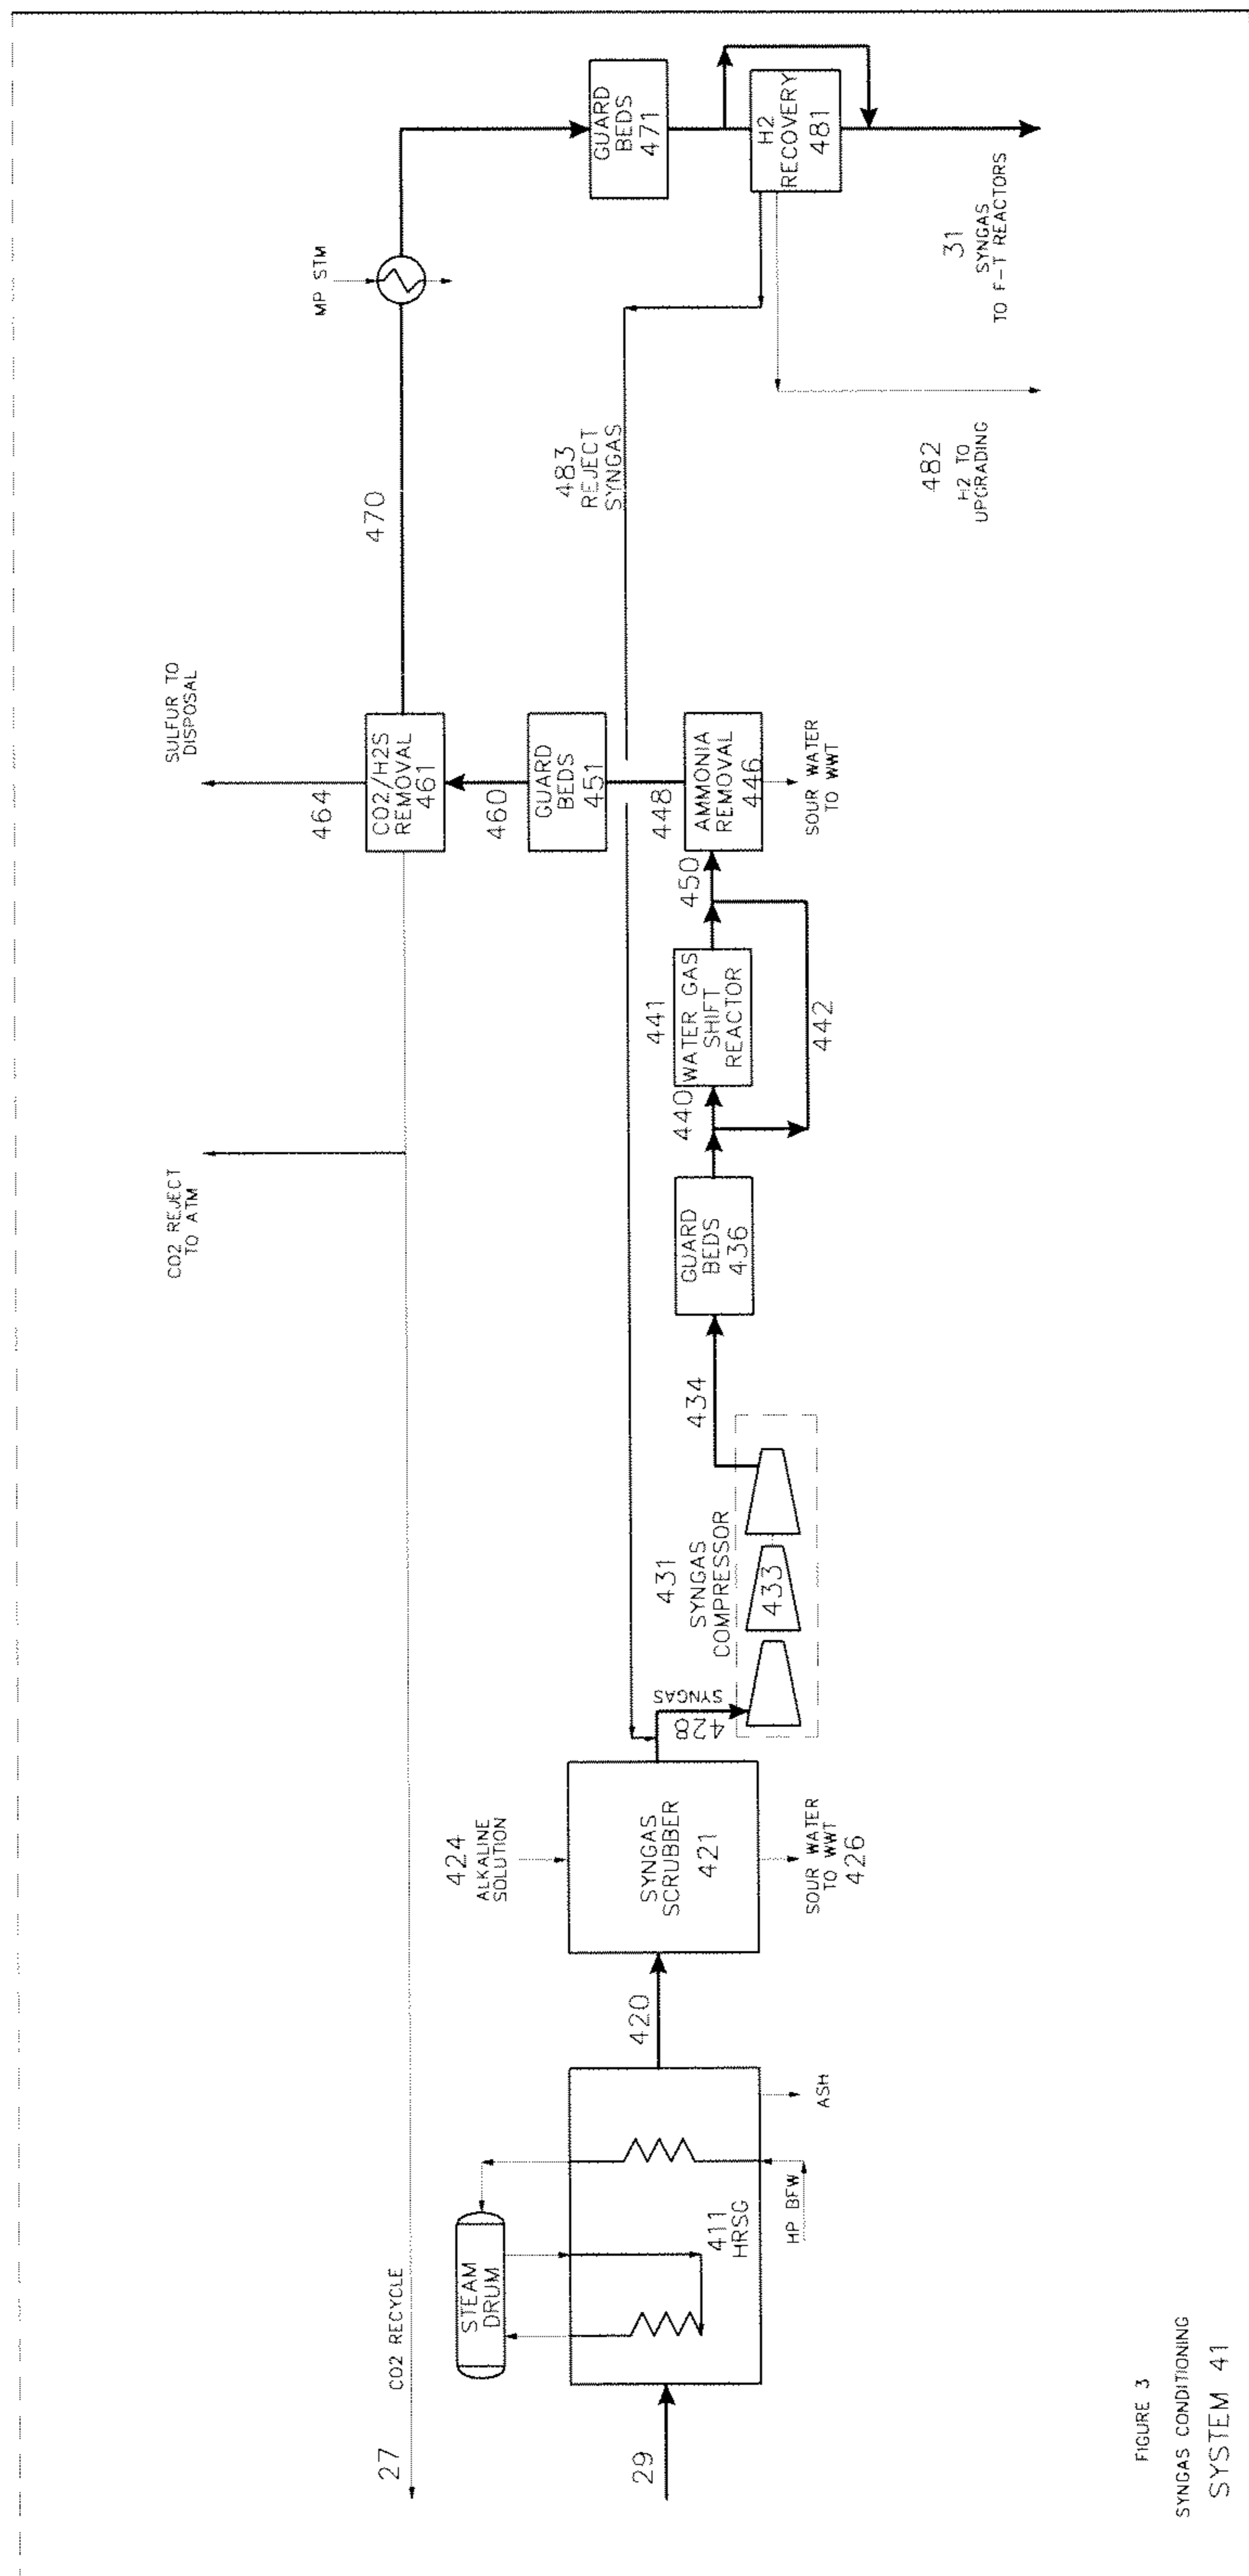 29
27
CO2 RECYCLE
STEAM
DRUM
411
HRSG
HP BFW
ASH
420
424
ALKALINE
SOLUTION
SYNGAS
SCRUBBER
421
SOUR WATER
TO WWT
426
428
SYNGAS
431
SYNGAS
COMPRESSOR
433
434
GUARD
BEDS
436
440
441
WATER GAS
SHIFT
REACTOR
442
450
AMMONIA
REMOVAL
446
SOUR WATER
TO WWT
448
GUARD
BEDS
451
460
CO2/H2S
REMOVAL
461
464
SULFUR TO
DISPOSAL
CO2 REJECT
TO ATM
470
MP STM
GUARD
BEDS
471
H2
RECOVERY
481
483
REJECT
SYNGAS
482
H2 TO
UPGRADING
31
SYNGAS
TO F-T REACTORS
FIGURE 3
SYNGAS CONDITIONING
SYSTEM 41